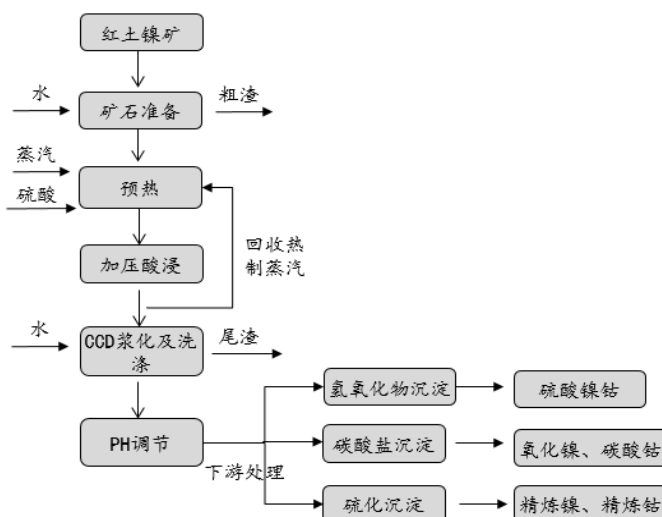 红土镍矿
水
矿石准备
粗渣
蒸汽
预热
硫酸
回收热
制蒸汽
加压酸浸
水
CCD浆化及洗
涤
尾渣
氢氧化物沉淀
硫酸镍钴
PH调节
碳酸盐沉淀
氧化镍、碳酸钴
下游处理
硫化沉淀
精炼镍、精炼钴